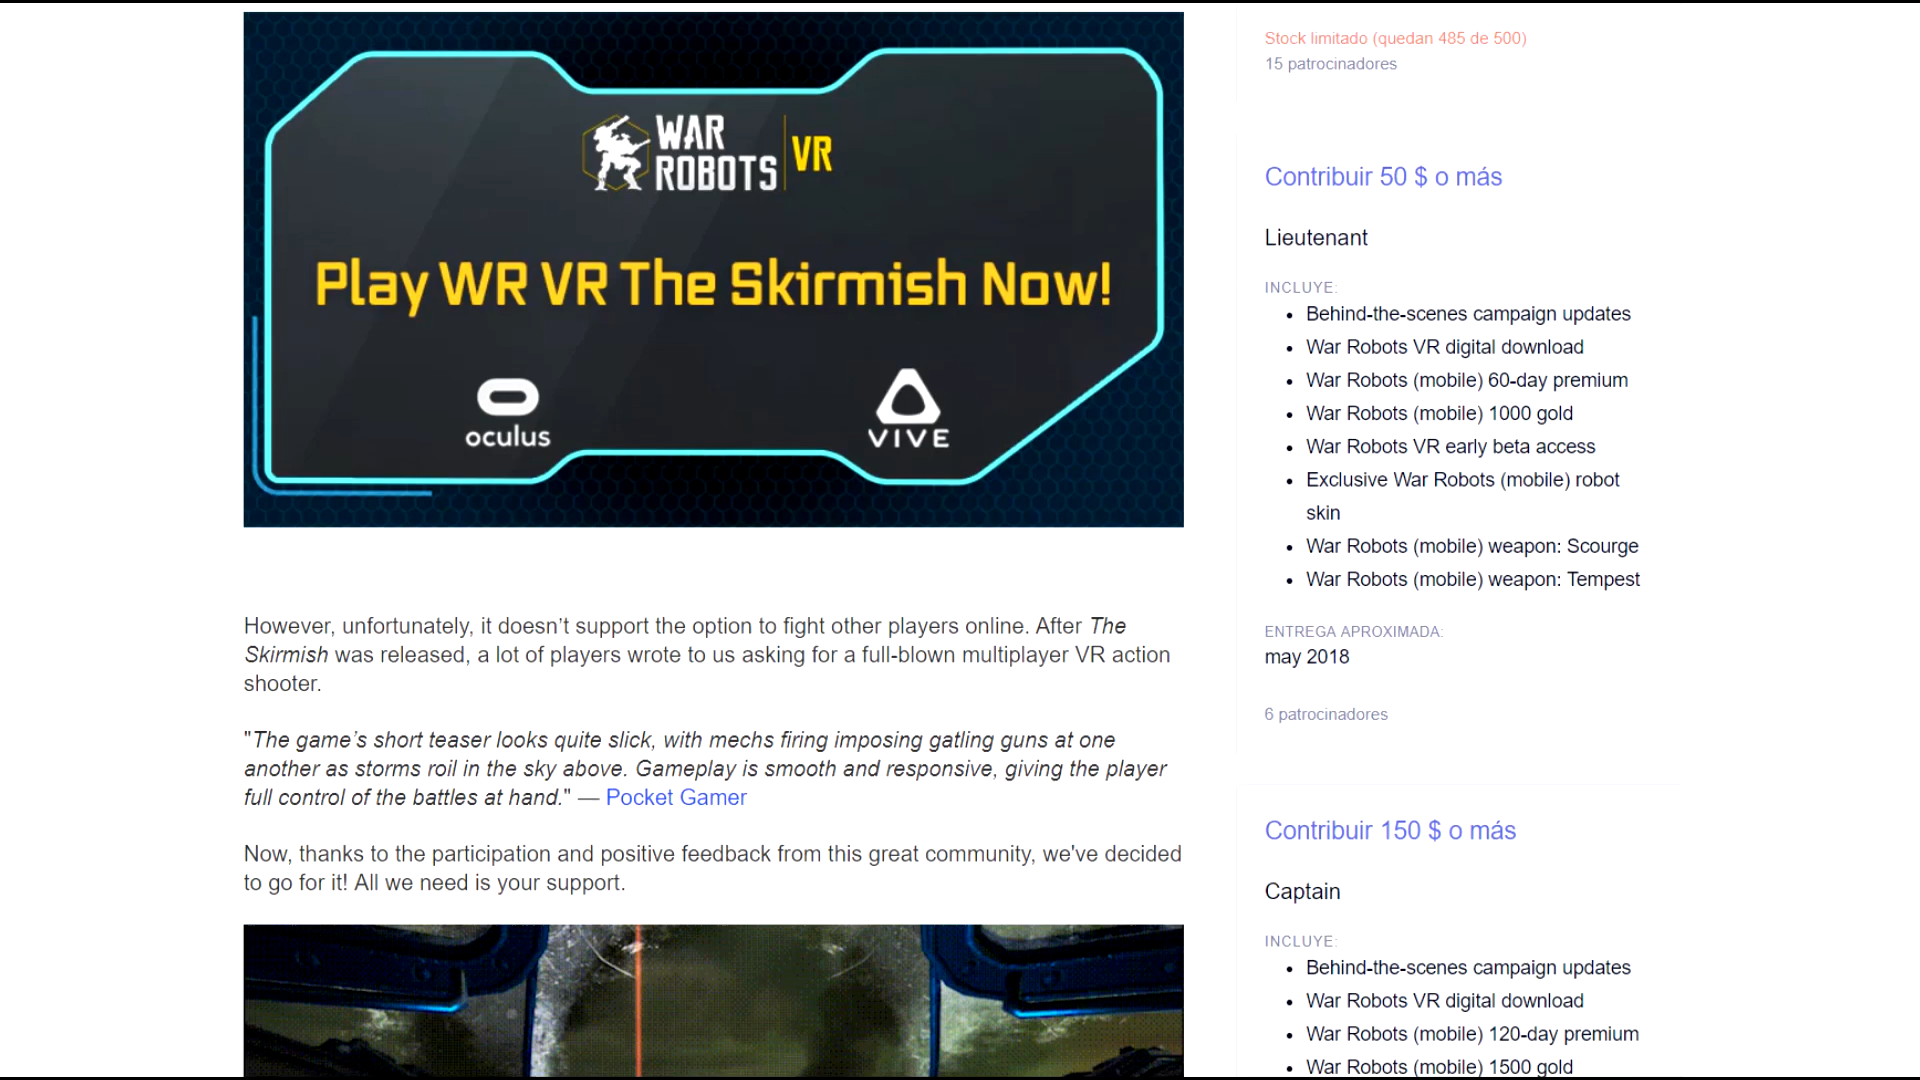 WAR
ROBOTS
VR
Play WR VR The Skirmish Now!
oculus
VIVE
However, unfortunately, it doesn’t support the option to fight other players online. After The
Skirmish was released, a lot of players wrote to us asking for a full-blown multiplayer VR action
shooter.
"The game’s short teaser looks quite slick, with mechs firing imposing gatling guns at one
another as storms roil in the sky above. Gameplay is smooth and responsive, giving the player
full control of the battles at hand." — Pocket Gamer
Now, thanks to the participation and positive feedback from this great community, we've decided
to go for it! All we need is your support.
Stock limitado (quedan 485 de 500)
15 patrocinadores
Contribuir 50 $ o más
Lieutenant
INCLUYE:
• Behind-the-scenes campaign updates
• War Robots VR digital download
• War Robots (mobile) 60-day premium
• War Robots (mobile) 1000 gold
• War Robots VR early beta access
• Exclusive War Robots (mobile) robot
skin
• War Robots (mobile) weapon: Scourge
• War Robots (mobile) weapon: Tempest
ENTREGA APROXIMADA:
may 2018
6 patrocinadores
Contribuir 150 $ o más
Captain
INCLUYE:
• Behind-the-scenes campaign updates
• War Robots VR digital download
• War Robots (mobile) 120-day premium
• War Robots (mobile) 1500 gold